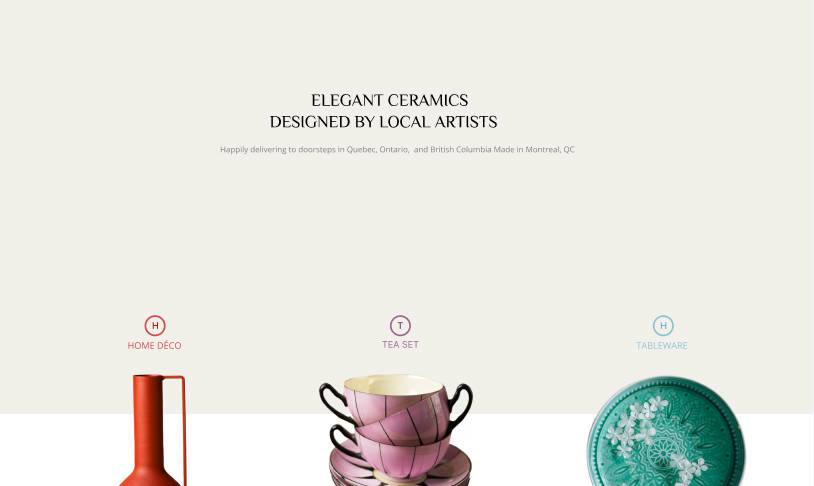 ELEGANT CERAMICS
DESIGNED BY LOCAL ARTISTS
Happily delivering to doorsteps in Quebec, Ontario,  and British Columbia Made in Montreal, QC
H
T
H
HOME DÉCO
TEA SET
TABLEWARE